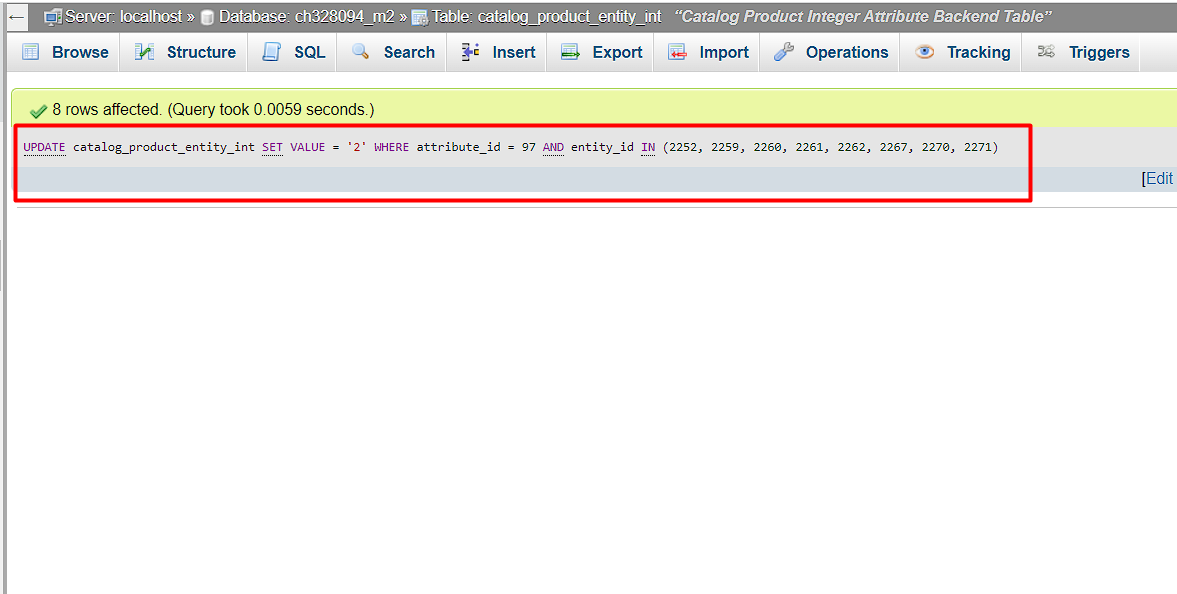 ← Server: localhost » Database: ch328094_m2 » Table: catalog_product_entity_int “Catalog Product Integer Attribute Backend Table”
Browse Structure SQL Search Insert Export Import Operations Tracking Triggers
8 rows affected. (Query took 0.0059 seconds.)
UPDATE catalog_product_entity_int SET VALUE = '2' WHERE attribute_id = 97 AND entity_id IN (2252, 2259, 2260, 2261, 2262, 2267, 2270, 2271)
[Edit